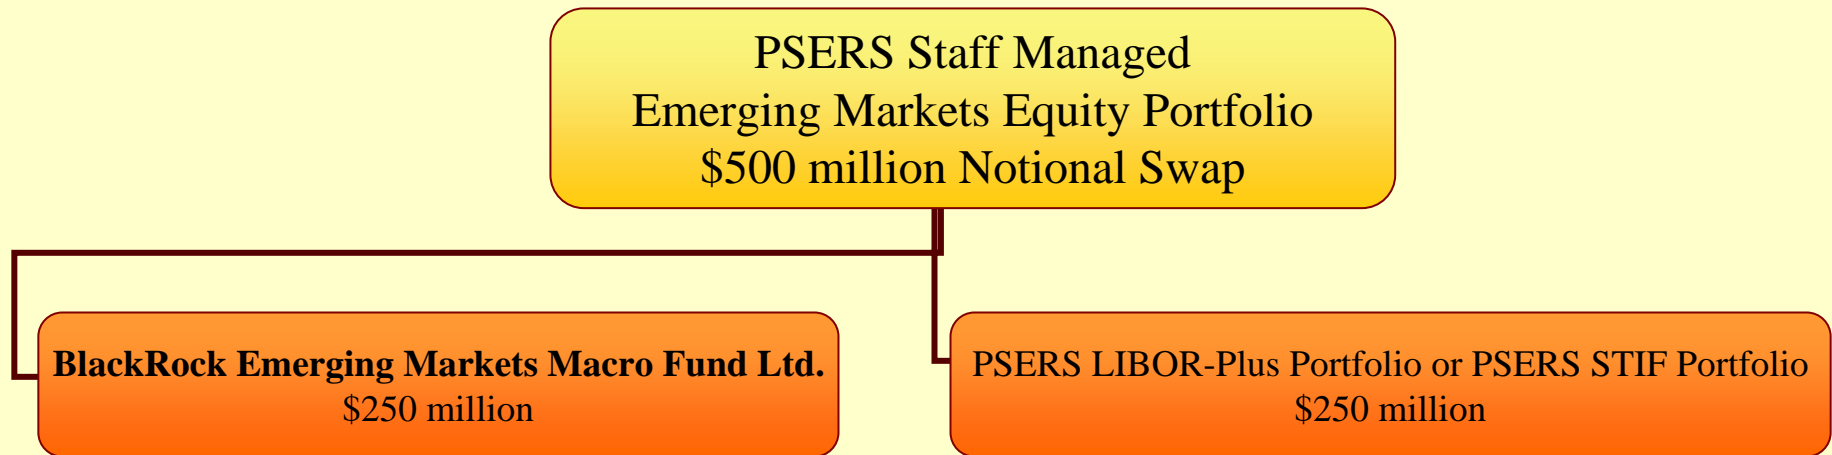 PSERS Staff Managed
Emerging Markets Equity Portfolio
$500 million Notional Swap
BlackRock Emerging Markets Macro Fund Ltd.
$250 million
PSERS LIBOR-Plus Portfolio or PSERS STIF Portfolio
$250 million